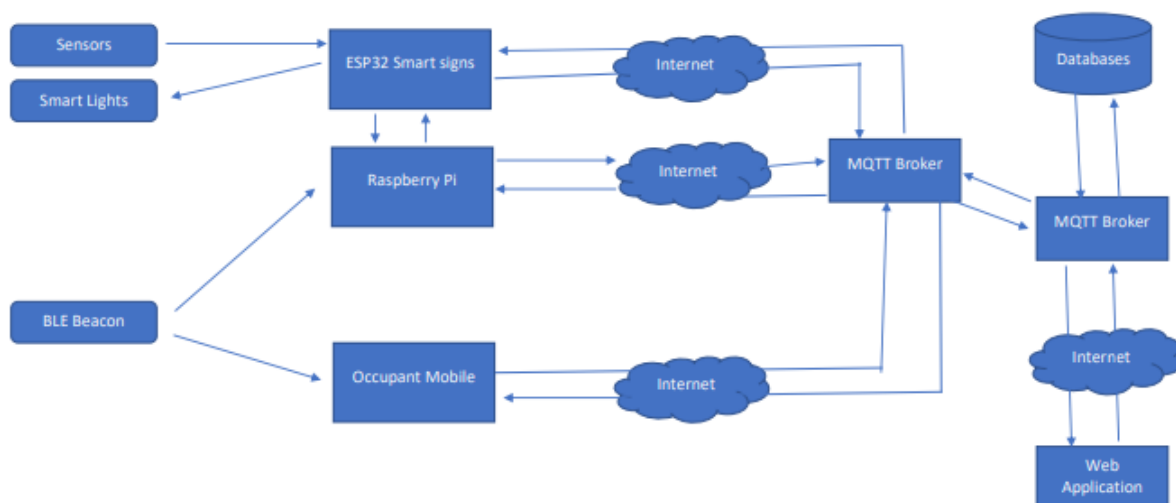 Sensors
Smart Lights
BLE Beacon
ESP32 Smart signs
Raspberry Pi
Occupant Mobile
Internet
Internet
Internet
MQTT Broker
Databases
MQTT Broker
Internet
Web
Application